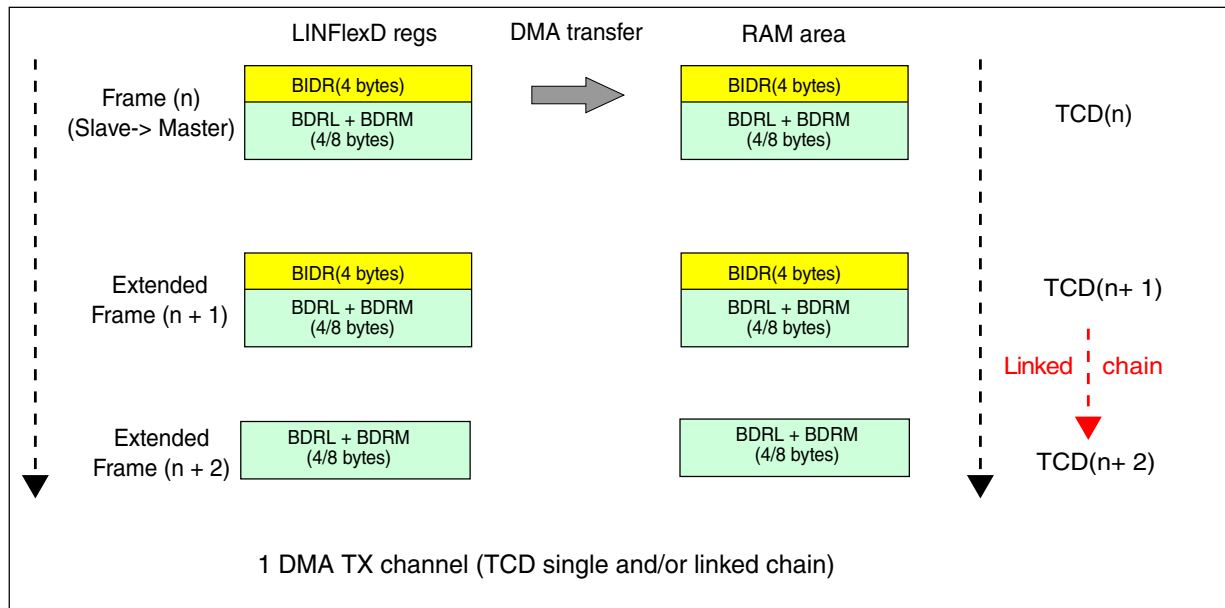 LINFlexD regs DMA transfer RAM area
Frame (n)
(Slave-> Master)
BIDR(4 bytes)
BDRL + BDRM
(4/8 bytes)
BIDR(4 bytes)
BDRL + BDRM
(4/8 bytes)
TCD(n)
Extended
Frame (n + 1)
BIDR(4 bytes)
BDRL + BDRM
(4/8 bytes)
BIDR(4 bytes)
BDRL + BDRM
(4/8 bytes)
TCD(n+ 1)
Linked chain
Extended
Frame (n + 2)
BDRL + BDRM
(4/8 bytes)
BDRL + BDRM
(4/8 bytes)
TCD(n+ 2)
1 DMA TX channel (TCD single and/or linked chain)